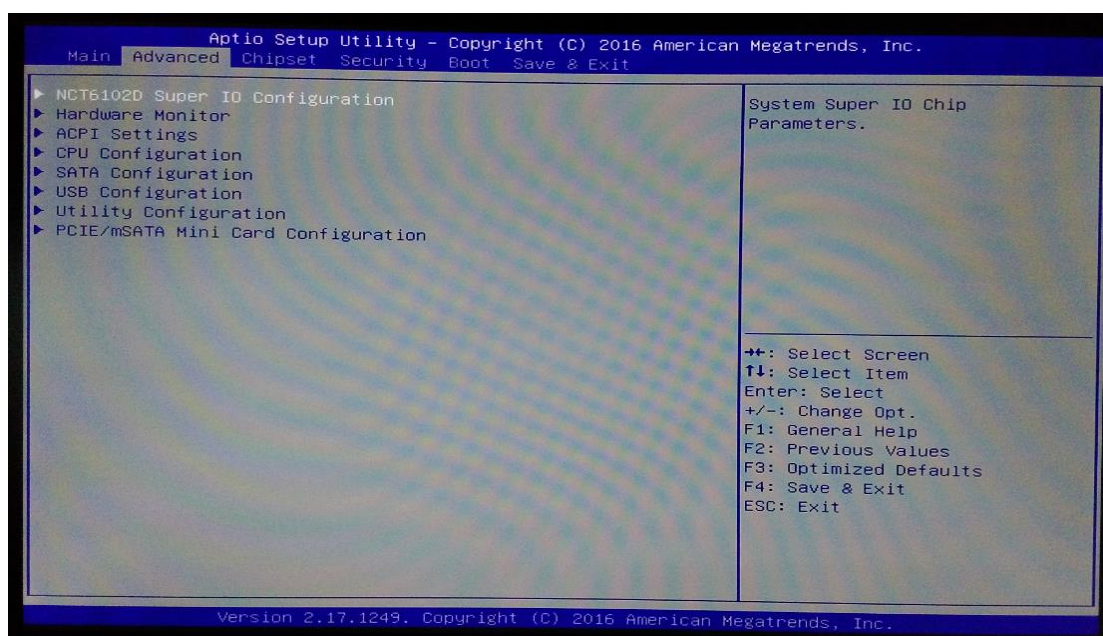 Aptio Setup Utility – Copyright (C) 2016 American Megatrends, Inc.
Main Advanced Chipset Security Boot Save & Exit
▶ NCT6102D Super IO Configuration
▶ Hardware Monitor
▶ ACPI Settings
▶ CPU Configuration
▶ SATA Configuration
▶ USB Configuration
▶ Utility Configuration
▶ PCIE/mSATA Mini Card Configuration
System Super IO Chip
Parameters.
→←: Select Screen
↑↓: Select Item
Enter: Select
+/-: Change Opt.
F1: General Help
F2: Previous Values
F3: Optimized Defaults
F4: Save & Exit
ESC: Exit
Version 2.17.1249. Copyright (C) 2016 American Megatrends, Inc.